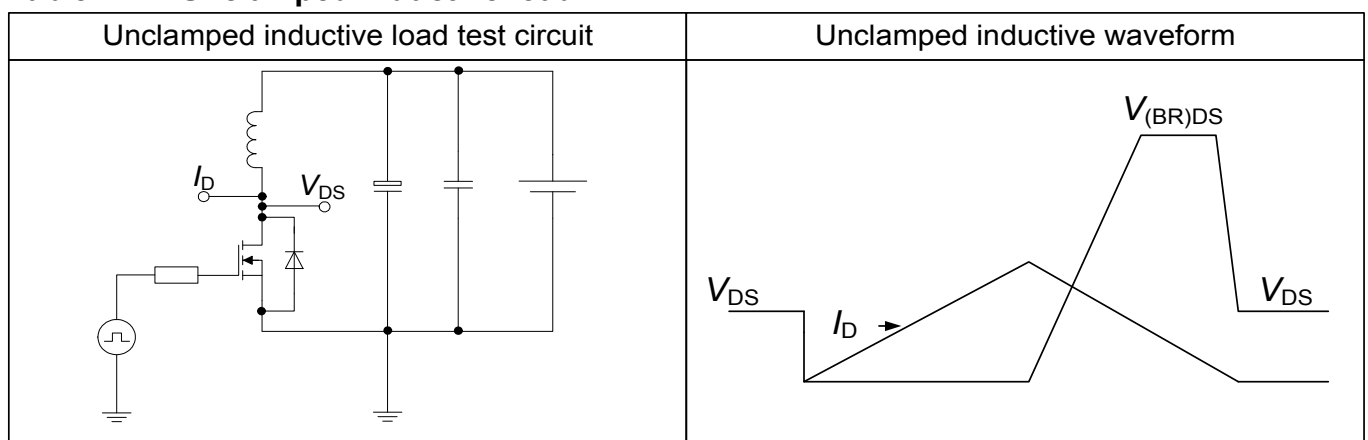 Unclamped inductive load test circuit
Unclamped inductive waveform
I_D
V_DS
V_(BR)DS
V_DS
I_D
V_DS